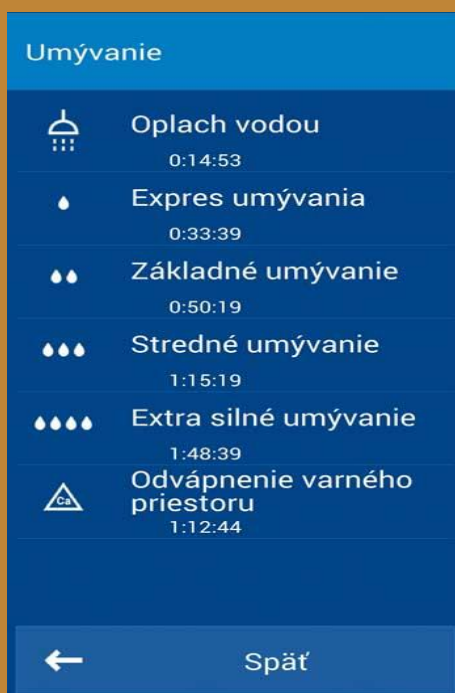 Umývanie
Oplach vodou
0:14:53
Expres umývania
0:33:39
Základné umývanie
0:50:19
Stredné umývanie
1:15:19
Extra silné umývanie
1:48:39
Odvápnenie varného
priestoru
Ca
1:12:44
Späť